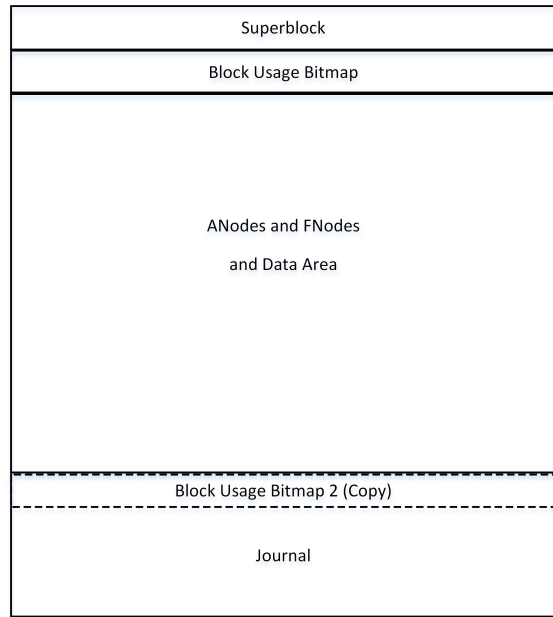 Superblock
Block Usage Bitmap
ANodes and FNodes
and Data Area
Block Usage Bitmap 2 (Copy)
Journal